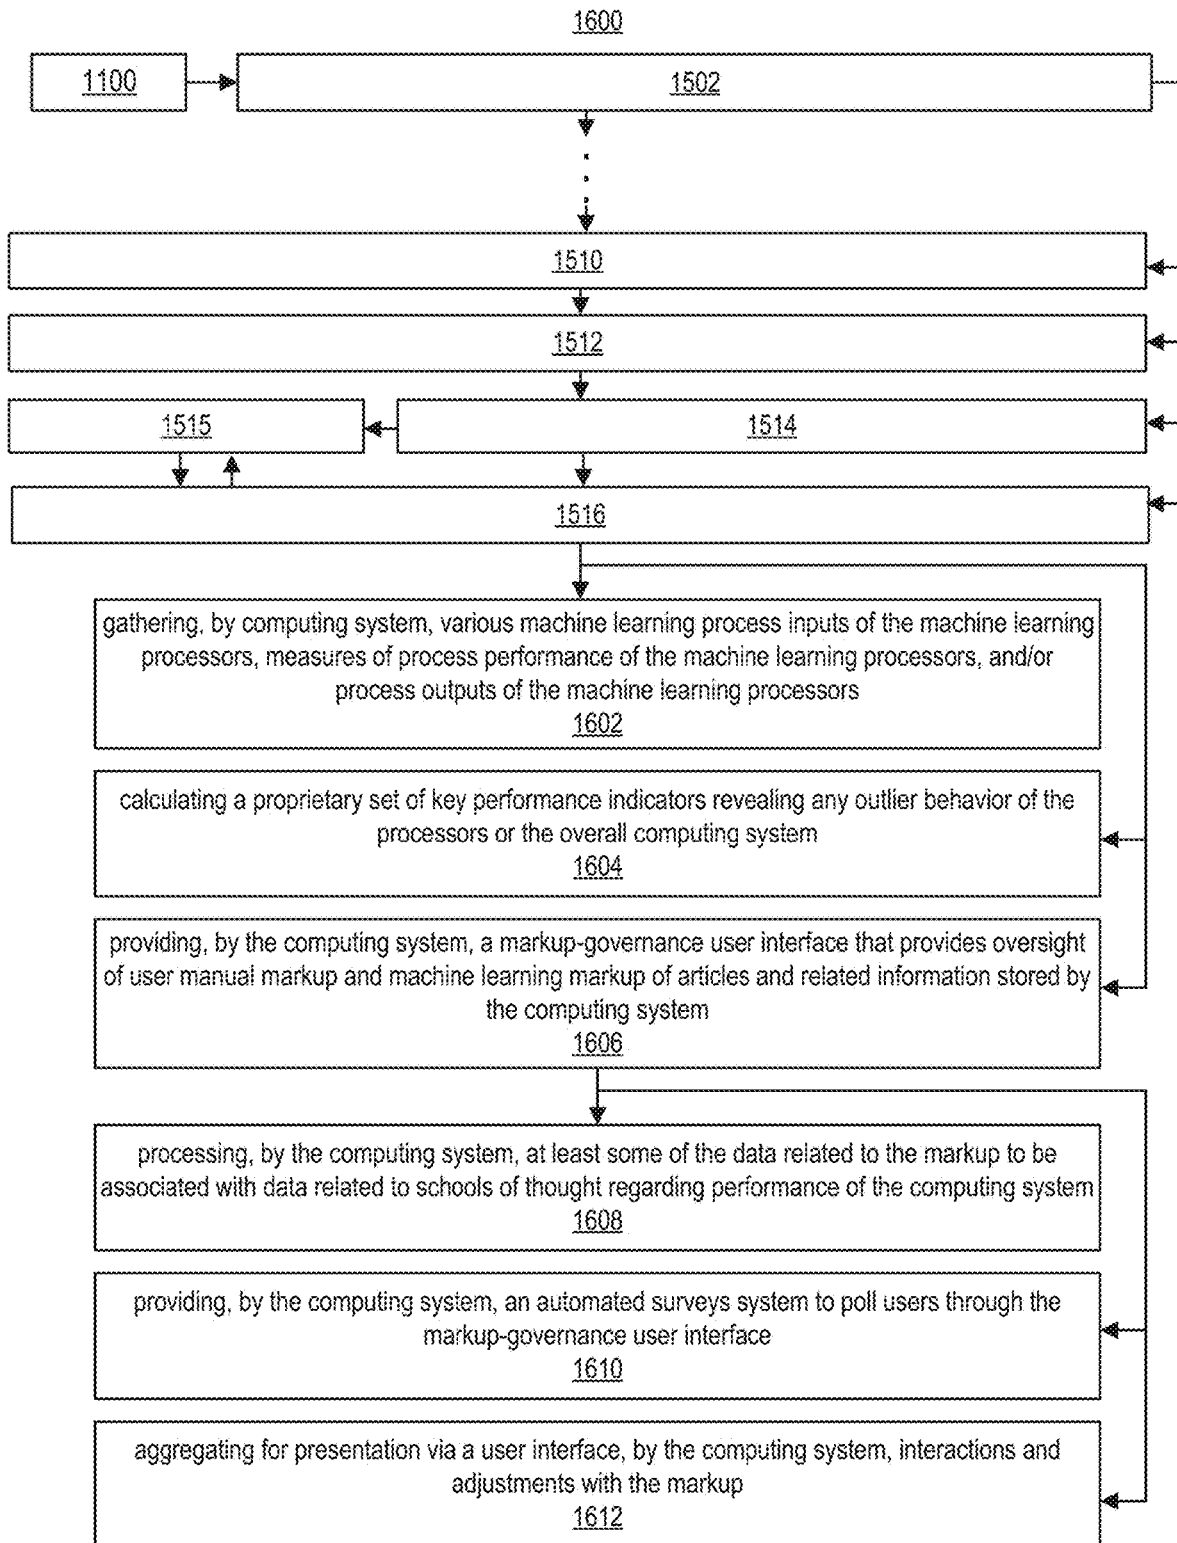 1600
1100
1502
1510
1512
1515
1514
1516
gathering, by computing system, various machine learning process inputs of the machine learning
processors, measures of process performance of the machine learning processors, and/or
process outputs of the machine learning processors
1602
calculating a proprietary set of key performance indicators revealing any outlier behavior of the
processors or the overall computing system
1604
providing, by the computing system, a markup-governance user interface that provides oversight
of user manual markup and machine learning markup of articles and related information stored by
the computing system
1606
processing, by the computing system, at least some of the data related to the markup to be
associated with data related to schools of thought regarding performance of the computing system
1608
providing, by the computing system, an automated surveys system to poll users through the
markup-governance user interface
1610
aggregating for presentation via a user interface, by the computing system, interactions and
adjustments with the markup
1612